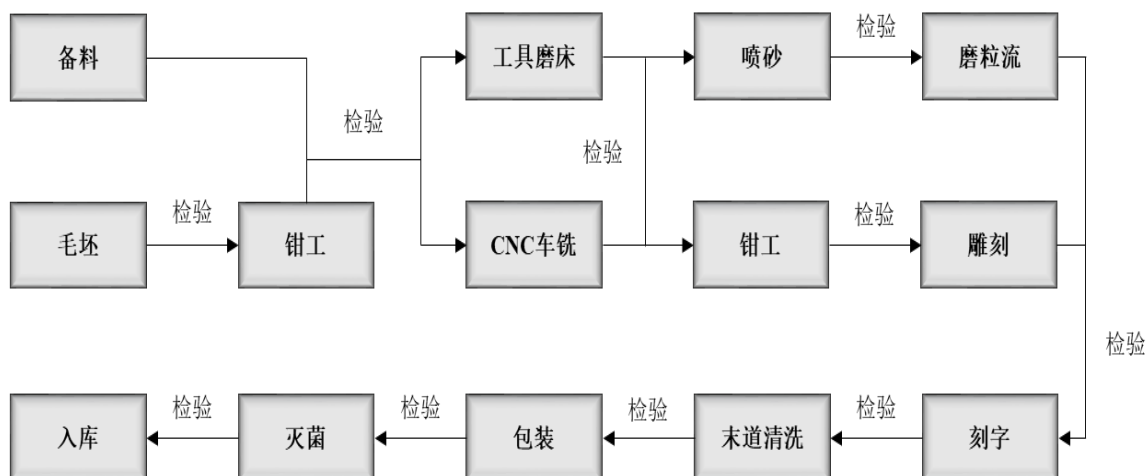 备料
工具磨床
喷砂
检验
磨粒流
检验
检验
毛坯
检验
钳工
CNC车铣
钳工
检验
雕刻
检验
入库
检验
灭菌
检验
包装
检验
末道清洗
检验
刻字